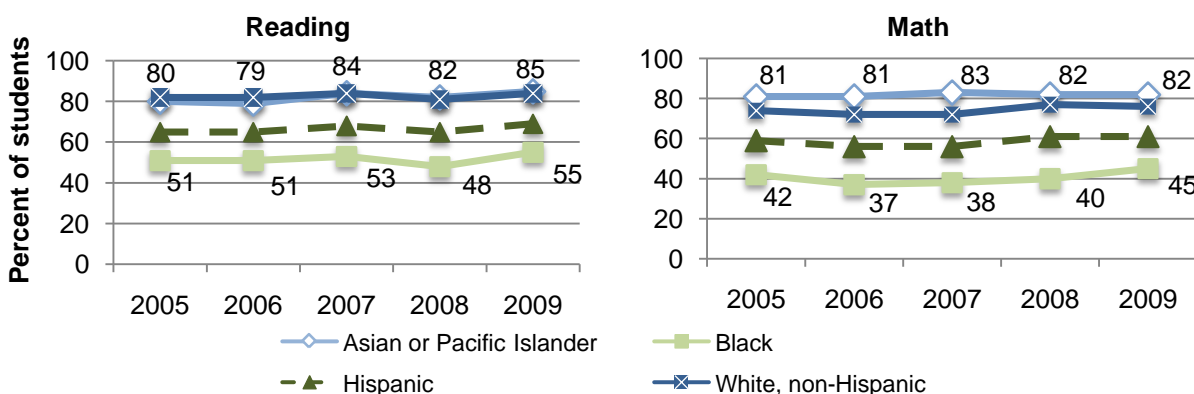 Reading
Math
Percent of students
100
80
60
40
20
0
80 79 84 82 85
51 51 53 48 55
2005 2006 2007 2008 2009
100
80
60
40
20
0
81 81 83 82 82
42 37 38 40 45
2005 2006 2007 2008 2009
Asian or Pacific Islander
Black
Hispanic
White, non-Hispanic